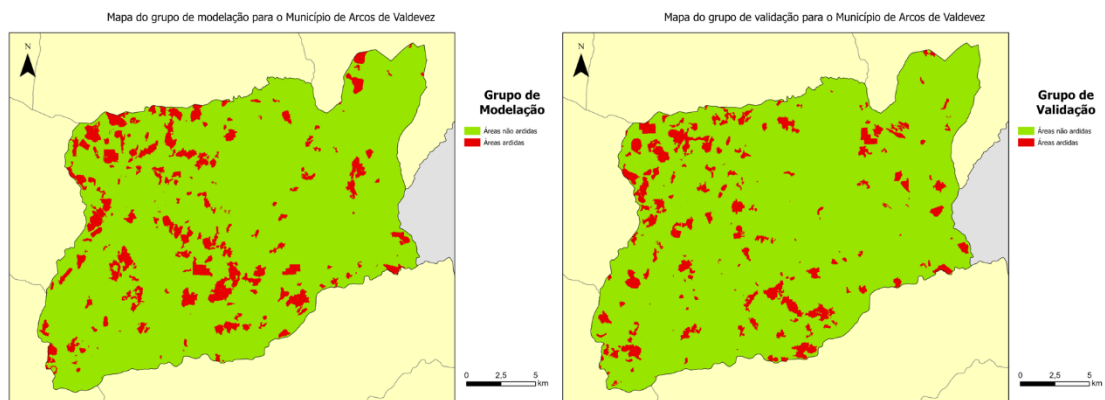 Mapa do grupo de modelação para o Município de Arcos de Valdevez
N
Grupo de
Modelação
Áreas não ardidas
Áreas ardidas
0 2,5 5
km
Mapa do grupo de validação para o Município de Arcos de Valdevez
N
Grupo de
Validação
Áreas não ardidas
Áreas ardidas
0 2,5 5
km